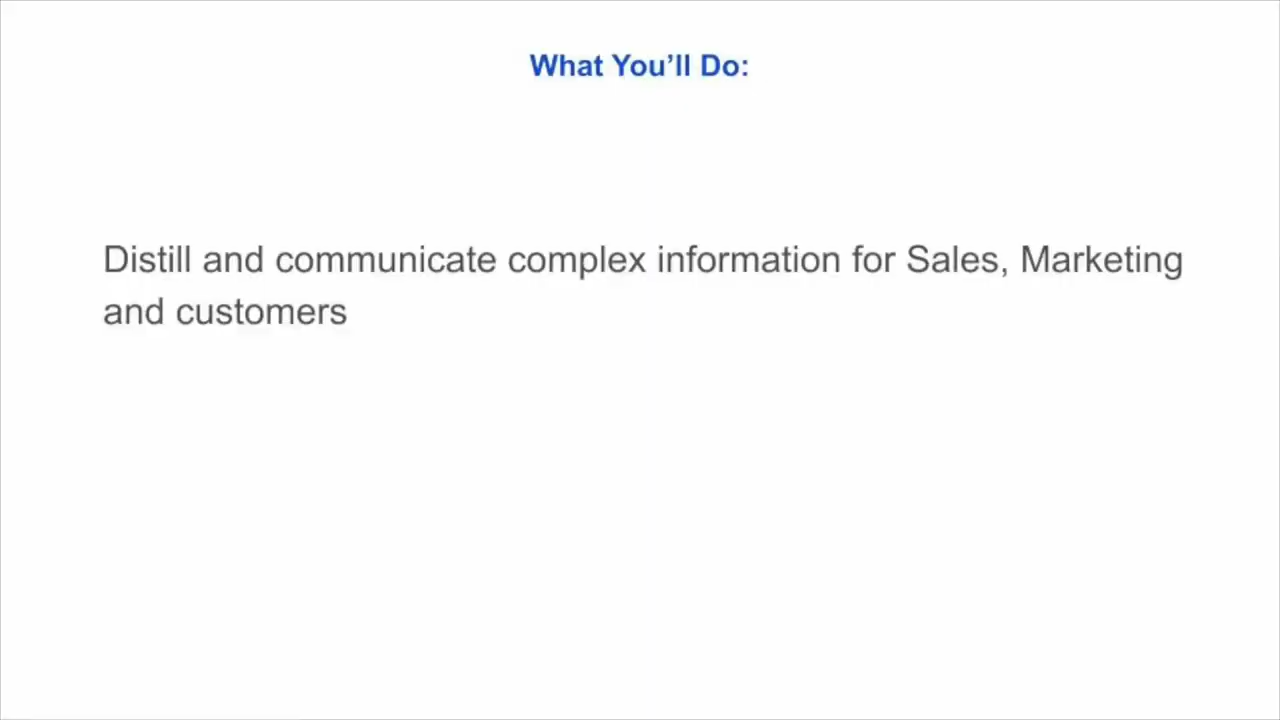 What You’ll Do:
Distill and communicate complex information for Sales, Marketing
and customers